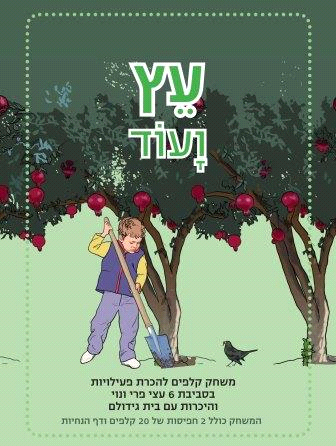 עֵץ
וָעוֹד
משחק קלפים להכרת פעילויות
בסביבת 6 עצי פרי ונוי
והיכרות עם בית גידולם
המשחק כולל 2 חפיסות של 20 קלפים ודף הנחיות